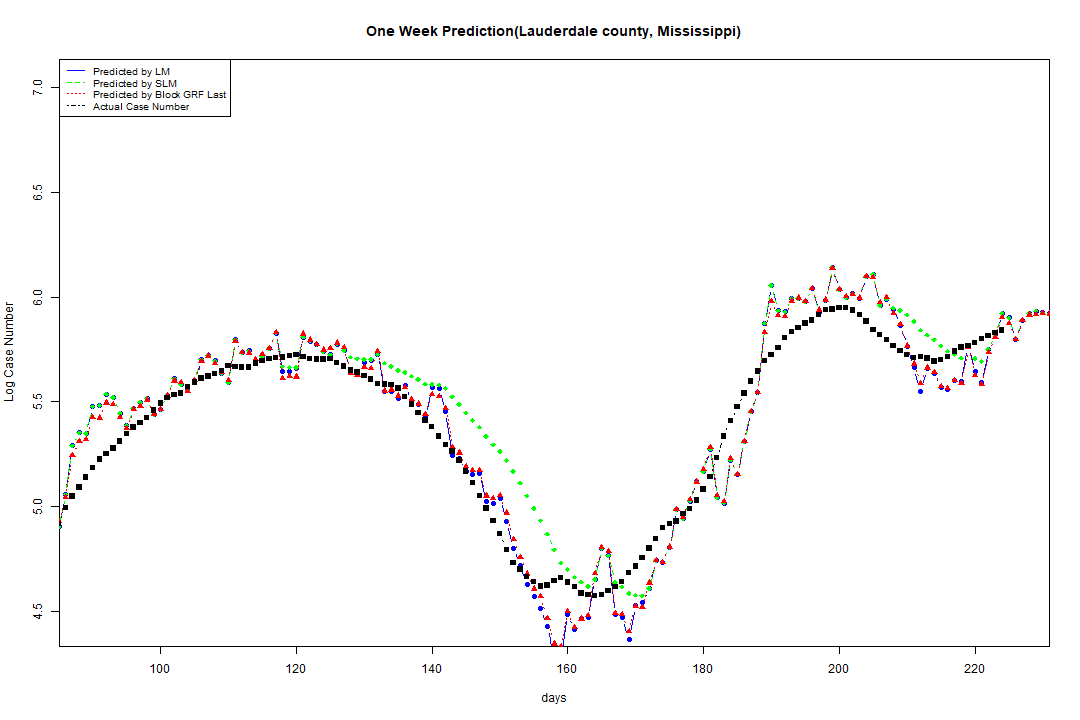 One Week Prediction(Lauderdale county, Mississippi)
Predicted by LM
Predicted by SLM
Predicted by Block GRF Last
Actual Case Number
7.0
6.5
6.0
5.5
5.0
4.5
Log Case Number
100 120 140 160 180 200 220
days